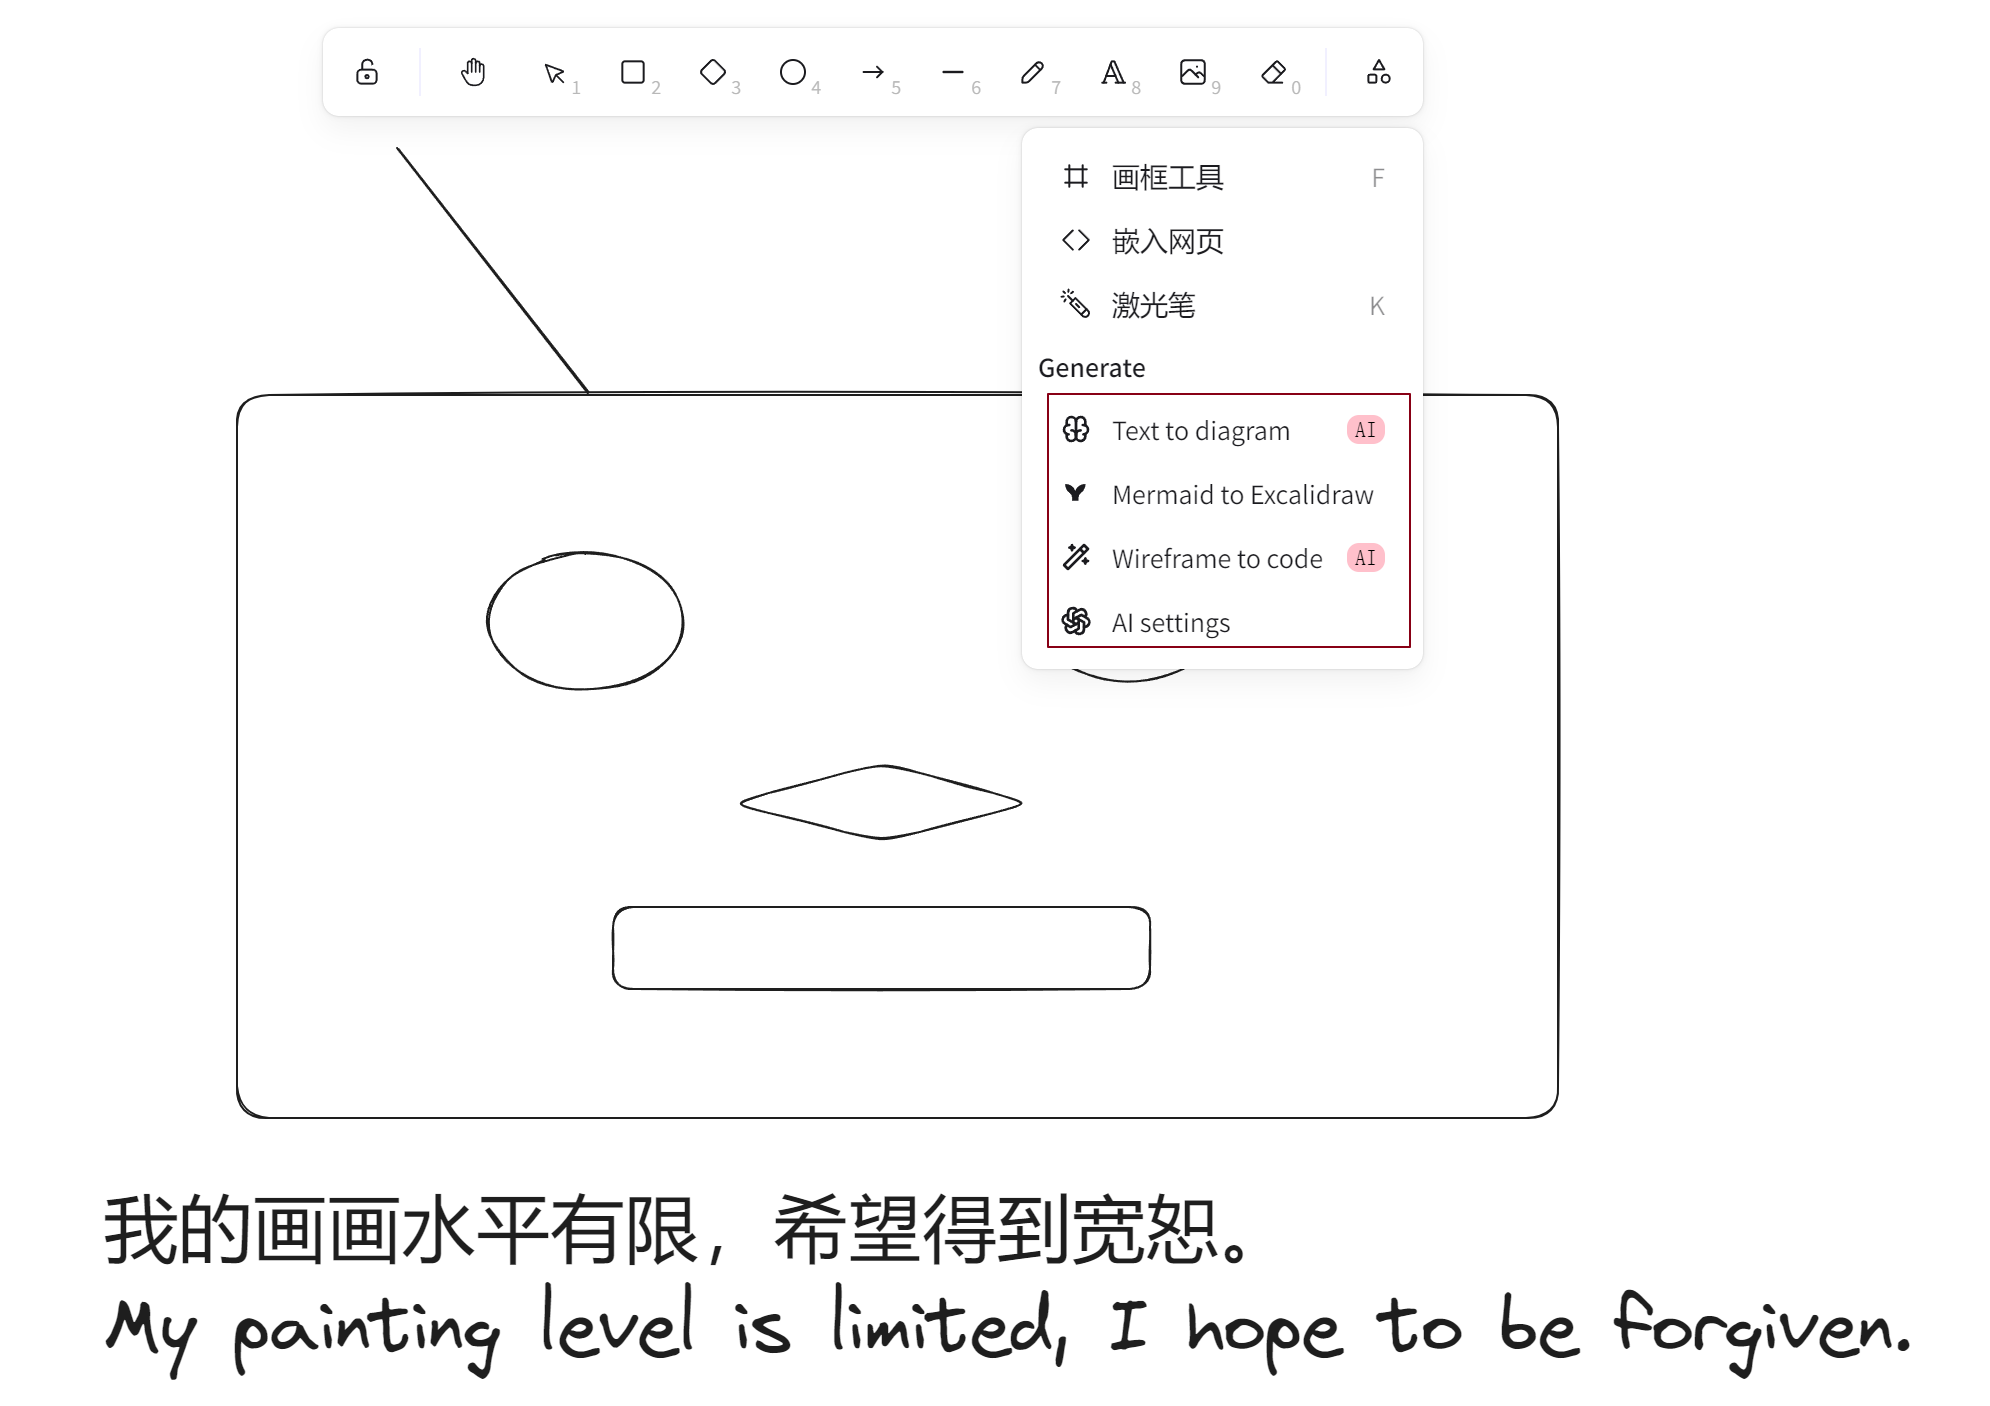 1 2 3 4 5 6 7 8 9 0
画框工具 F
嵌入网页
激光笔 K
Generate
Text to diagram AI
Mermaid to Excalidraw
Wireframe to code AI
AI settings
我的画画水平有限，希望得到宽恕。
My painting level is limited, I hope to be forgiven.